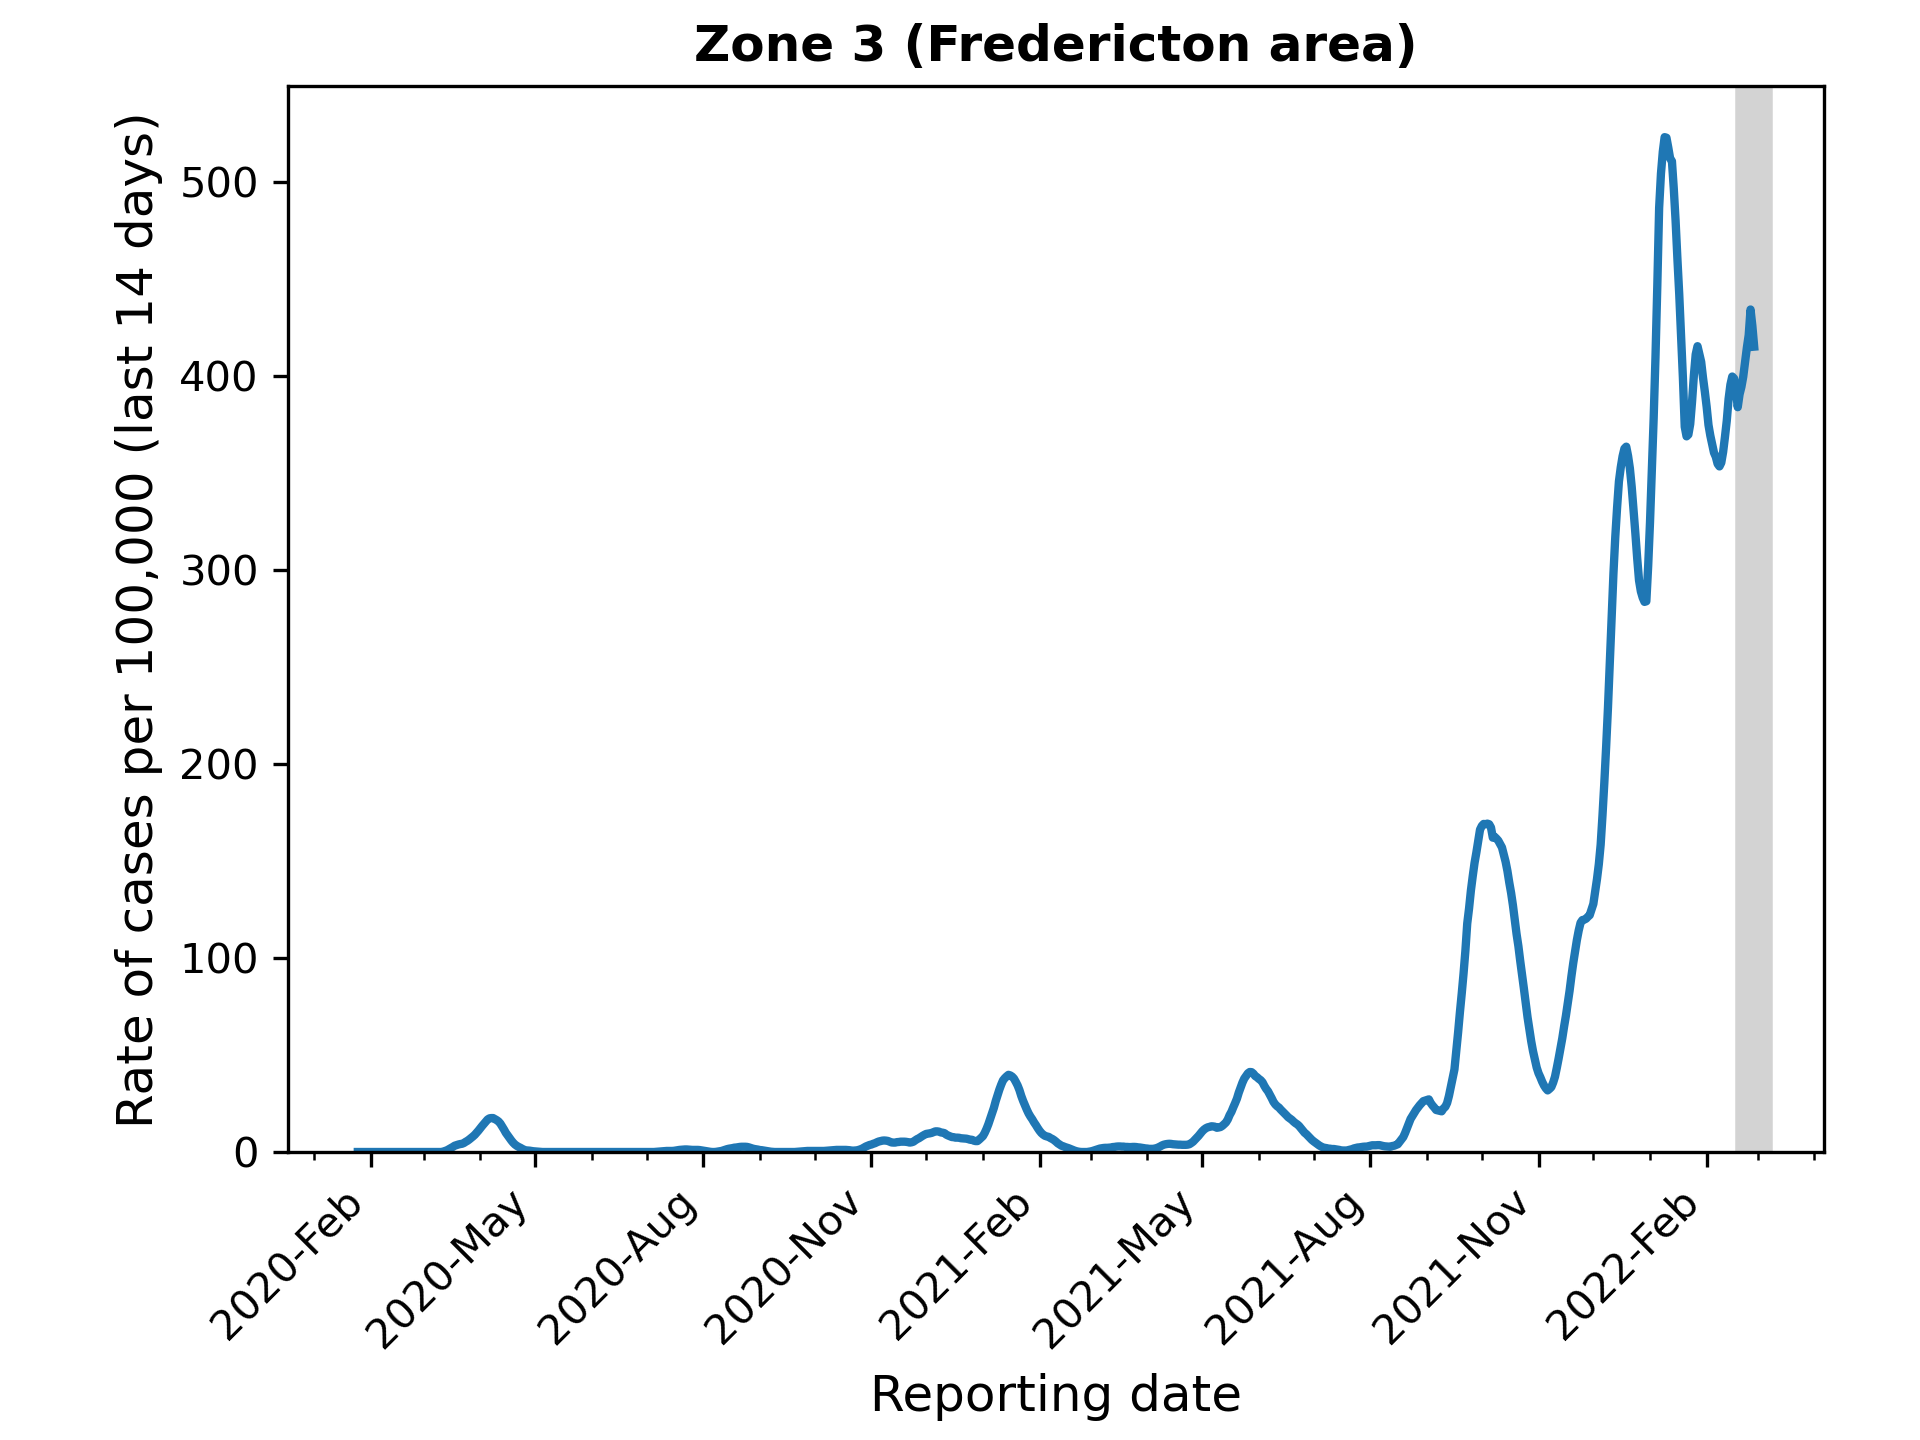 Zone 3 (Fredericton area)
Rate of cases per 100,000 (last 14 days)
500
400
300
200
100
0
2020-Feb
2020-May
2020-Aug
2020-Nov
2021-Feb
2021-May
2021-Aug
2021-Nov
2022-Feb
Reporting date